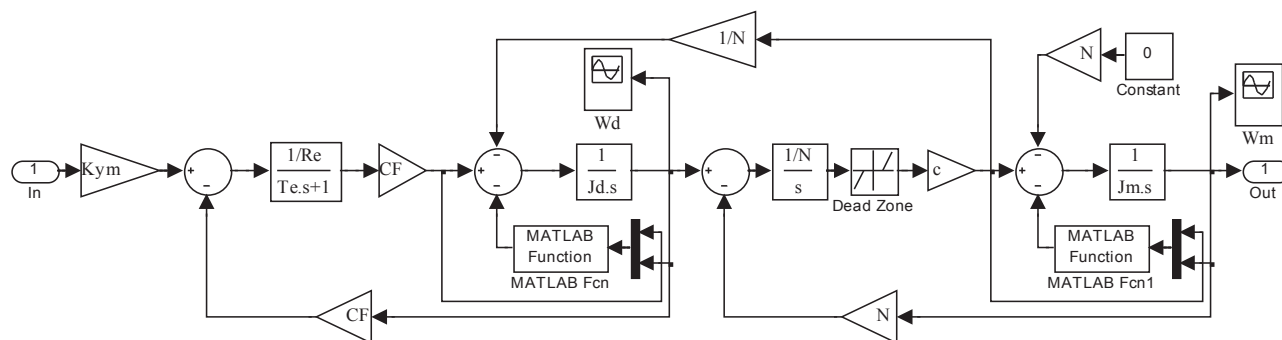 1/N
N
0
Constant
Wd
Wm
1
In
Kym
+
−
1/Re
Te.s+1
CF
+
−
−
1
Jd.s
+
−
1/N
s
Dead Zone
c
+
−
−
1
Jm.s
1
Out
MATLAB
Function
MATLAB Fcn
MATLAB
Function
MATLAB Fcn1
CF
N